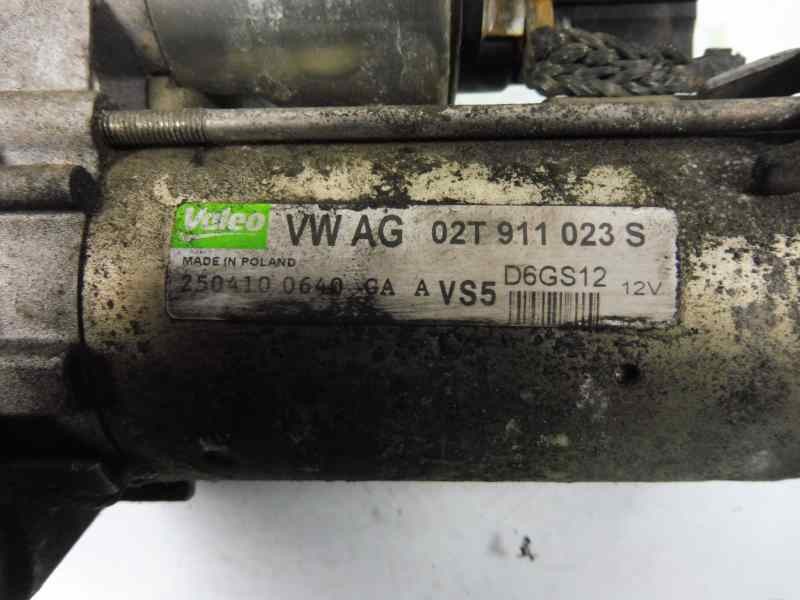 Valeo VW AG 02T 911 023 S
MADE IN POLAND
250410 0640 GA A VS5 D6GS12 12V